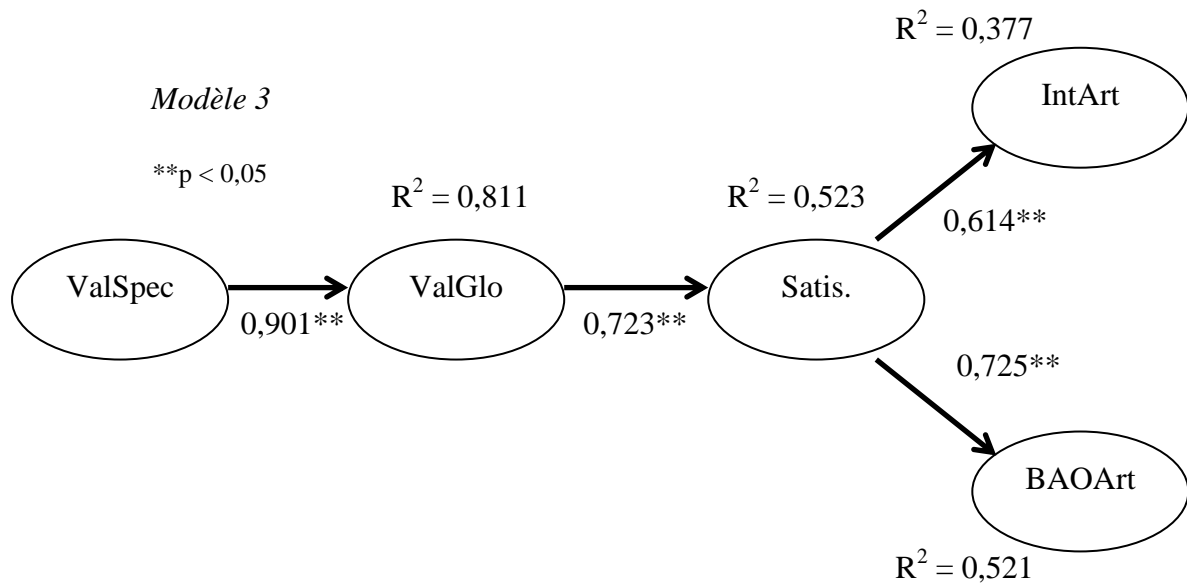 R² = 0,377
IntArt
Modèle 3
**p < 0,05
R² = 0,811
R² = 0,523
0,614**
ValSpec
ValGlo
Satis.
0,901**
0,723**
0,725**
BAOArt
R² = 0,521